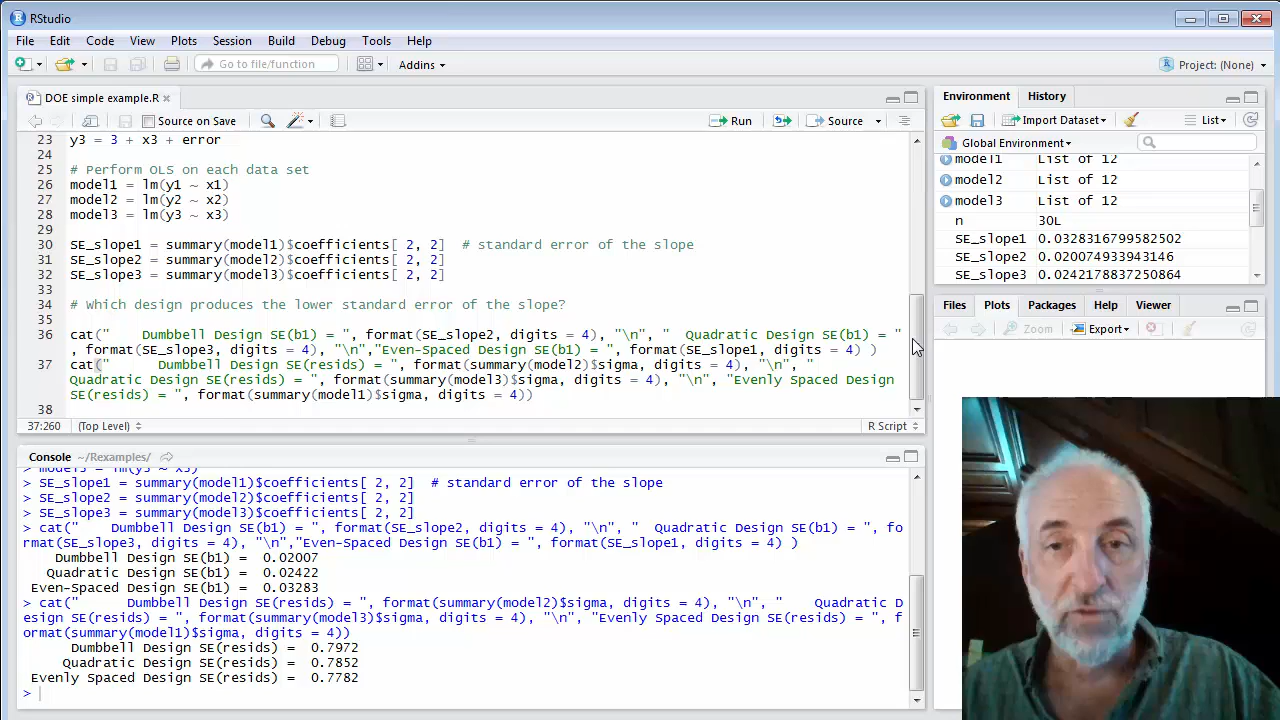 RStudio
File Edit Code View Plots Session Build Debug Tools Help
Go to file/function Addins Project: (None)
DOE simple example.R
Source on Save Run Source
23 y3 = 3 + x3 + error
24
25 # Perform OLS on each data set
26 model1 = lm(y1 ~ x1)
27 model2 = lm(y2 ~ x2)
28 model3 = lm(y3 ~ x3)
29
30 SE_slope1 = summary(model1)$coefficients[ 2, 2] # standard error of the slope
31 SE_slope2 = summary(model2)$coefficients[ 2, 2]
32 SE_slope3 = summary(model3)$coefficients[ 2, 2]
33
34 # Which design produces the lower standard error of the slope?
35
36 cat(" Dumbbell Design SE(b1) = ", format(SE_slope2, digits = 4), "\n", " Quadratic Design SE(b1) = "
, format(SE_slope3, digits = 4), "\n","Even-Spaced Design SE(b1) = ", format(SE_slope1, digits = 4) )
37 cat(" Dumbbell Design SE(resids) = ", format(summary(model2)$sigma, digits = 4), "\n", "
Quadratic Design SE(resids) = ", format(summary(model3)$sigma, digits = 4), "\n", "Evenly Spaced Design
SE(resids) = ", format(summary(model1)$sigma, digits = 4))
38
37:260 (Top Level) R Script
Console ~/Rexamples/
> model3 = lm(y3 ~ x3)
> SE_slope1 = summary(model1)$coefficients[ 2, 2] # standard error of the slope
> SE_slope2 = summary(model2)$coefficients[ 2, 2]
> SE_slope3 = summary(model3)$coefficients[ 2, 2]
> cat(" Dumbbell Design SE(b1) = ", format(SE_slope2, digits = 4), "\n", " Quadratic Design SE(b1) = ", fo
rmat(SE_slope3, digits = 4), "\n","Even-Spaced Design SE(b1) = ", format(SE_slope1, digits = 4) )
Dumbbell Design SE(b1) = 0.02007
Quadratic Design SE(b1) = 0.02422
Even-Spaced Design SE(b1) = 0.03283
> cat(" Dumbbell Design SE(resids) = ", format(summary(model2)$sigma, digits = 4), "\n", " Quadratic D
esign SE(resids) = ", format(summary(model3)$sigma, digits = 4), "\n", "Evenly Spaced Design SE(resids) = ", f
ormat(summary(model1)$sigma, digits = 4))
Dumbbell Design SE(resids) = 0.7972
Quadratic Design SE(resids) = 0.7852
Evenly Spaced Design SE(resids) = 0.7782
>
Environment History
Import Dataset List
Global Environment
model1 List of 12
model2 List of 12
model3 List of 12
n 30L
SE_slope1 0.0328316799582502
SE_slope2 0.020074933943146
SE_slope3 0.0242178837250864
Files Plots Packages Help Viewer
Zoom Export